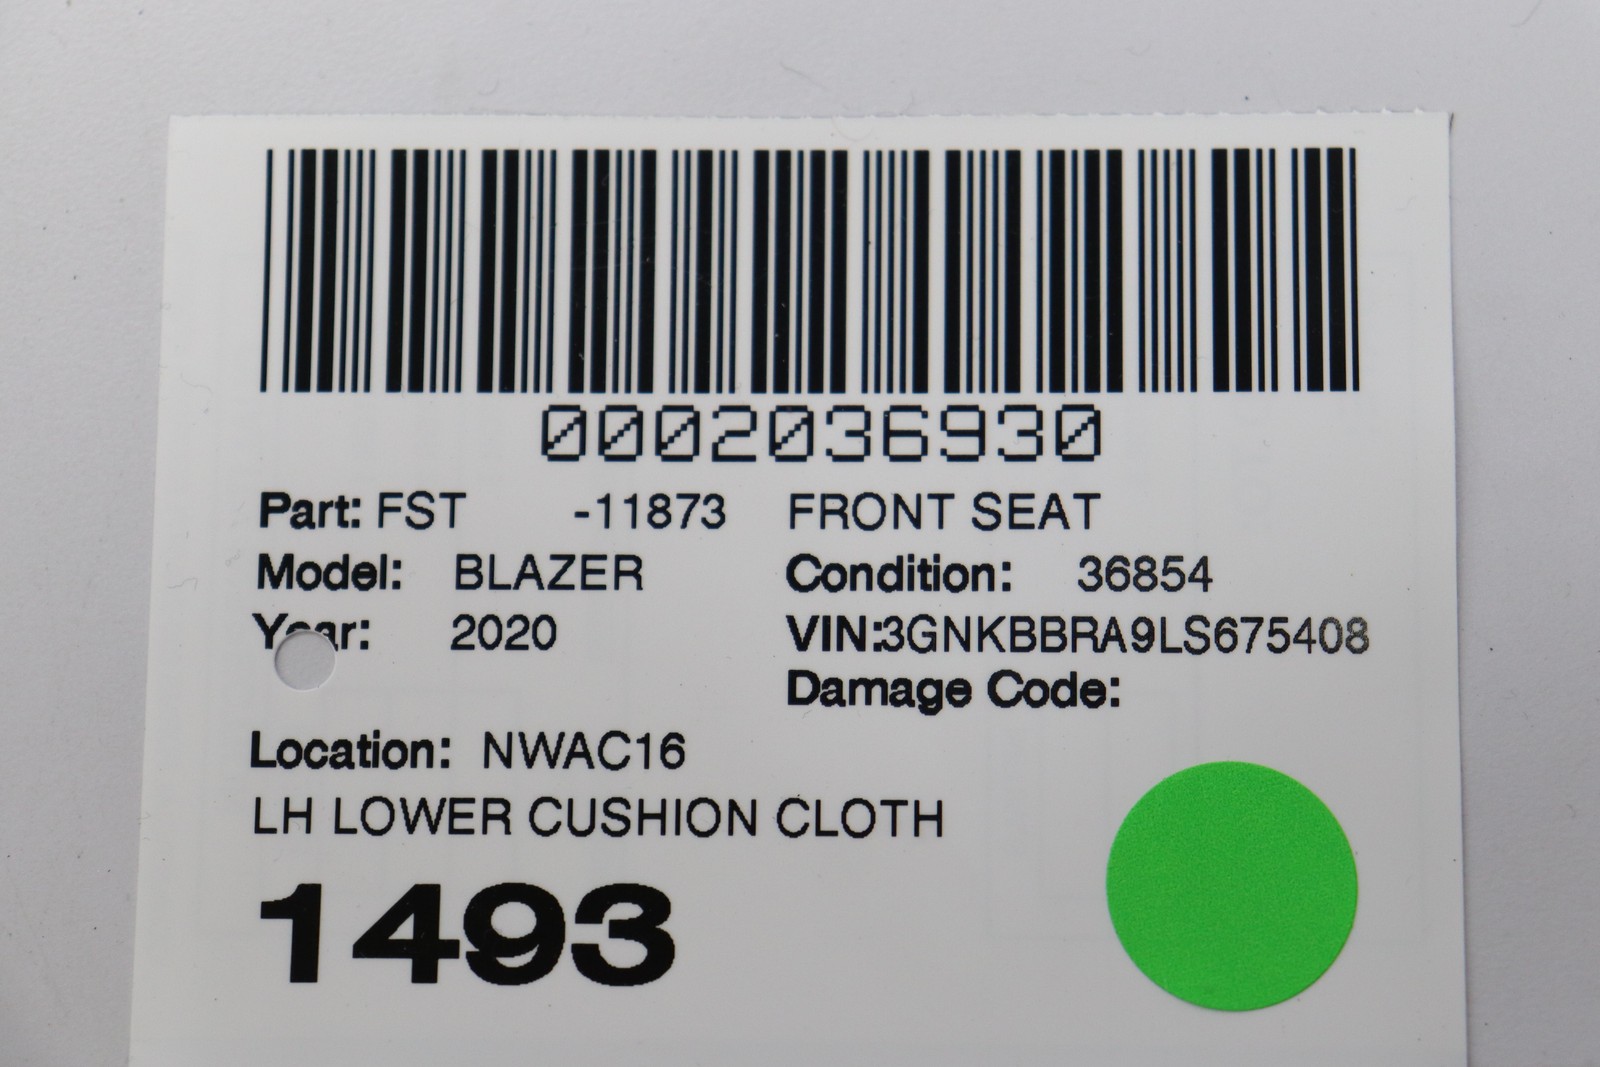 0002036930
Part: FST -11873 FRONT SEAT
Model: BLAZER Condition: 36854
Year: 2020 VIN:3GNKBBRA9LS675408
Damage Code:
Location: NWAC16
LH LOWER CUSHION CLOTH
1493